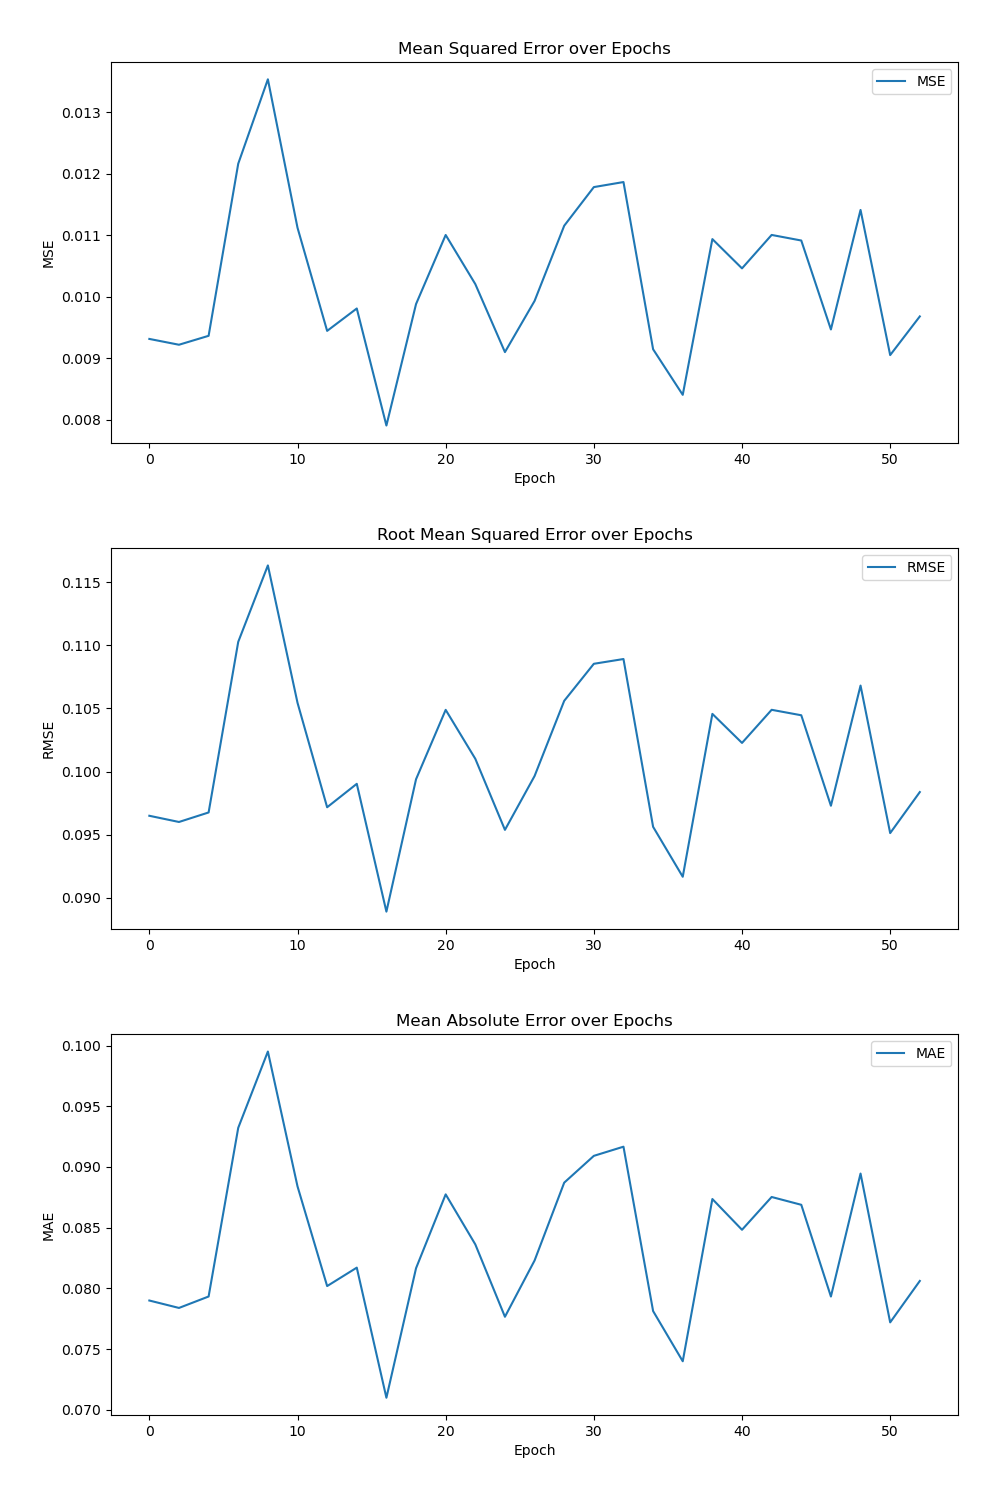 Mean Squared Error over Epochs
MSE
0.013
0.012
0.011
0.010
0.009
0.008
MSE
0 10 20 30 40 50
Epoch
Root Mean Squared Error over Epochs
RMSE
0.115
0.110
0.105
0.100
0.095
0.090
RMSE
0 10 20 30 40 50
Epoch
Mean Absolute Error over Epochs
MAE
0.100
0.095
0.090
0.085
0.080
0.075
0.070
MAE
0 10 20 30 40 50
Epoch